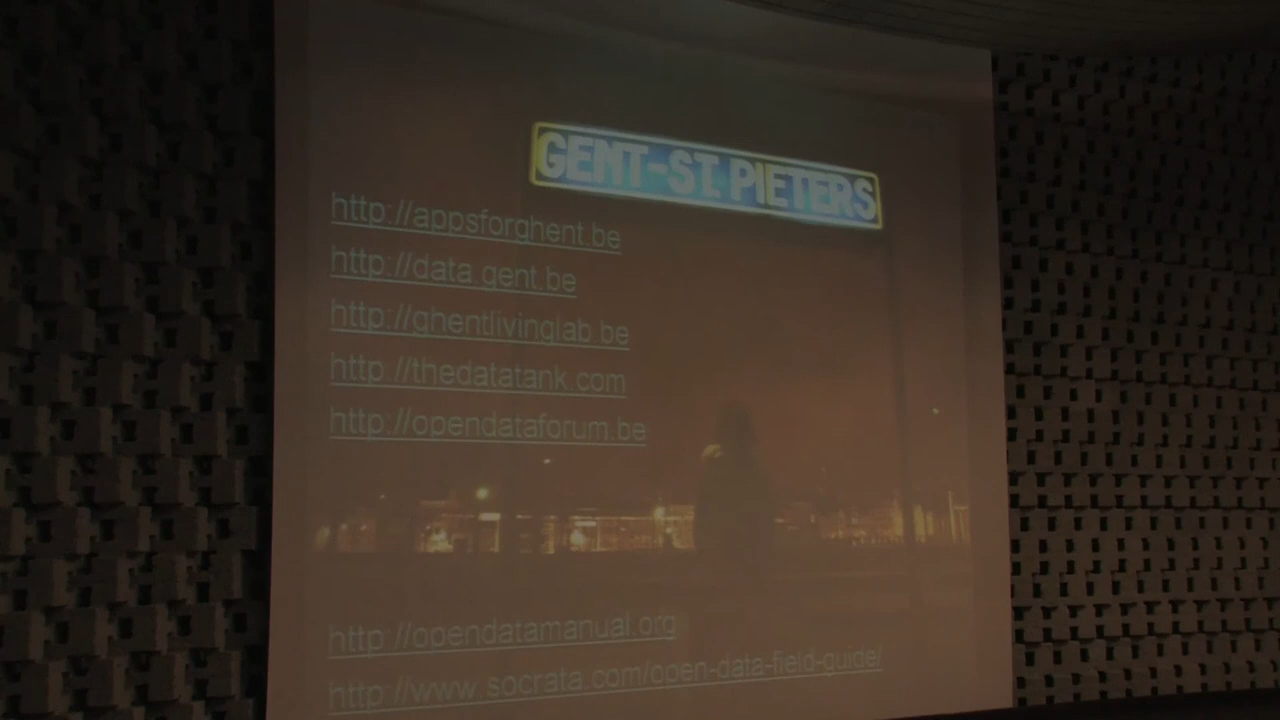 GENT-ST. PIETERS
http://appsforghent.be
http://data.gent.be
http://ghentlivinglab.be
http://thedatatank.com
http://opendataforum.be
http://opendatamanual.org
http://www.socrata.com/open-data-field-guide/